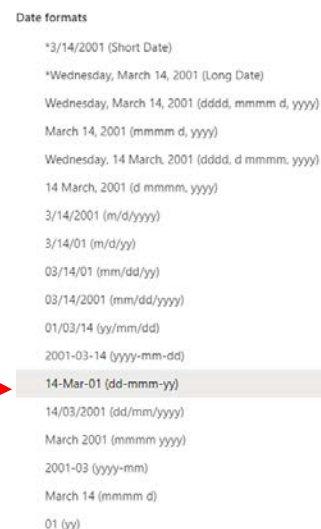 Date formats
*3/14/2001 (Short Date)
*Wednesday, March 14, 2001 (Long Date)
Wednesday, March 14, 2001 (dddd, mmmm d, yyyy)
March 14, 2001 (mmmm d, yyyy)
Wednesday, 14 March, 2001 (dddd, d mmmm, yyyy)
14 March, 2001 (d mmmm, yyyy)
3/14/2001 (m/d/yyyy)
3/14/01 (m/d/yy)
03/14/01 (mm/dd/yy)
03/14/2001 (mm/dd/yyyy)
01/03/14 (yy/mm/dd)
2001-03-14 (yyyy-mm-dd)
14-Mar-01 (dd-mmm-yy)
14/03/2001 (dd/mm/yyyy)
March 2001 (mmmm yyyy)
2001-03 (yyyy-mm)
March 14 (mmmm d)
01 (yy)